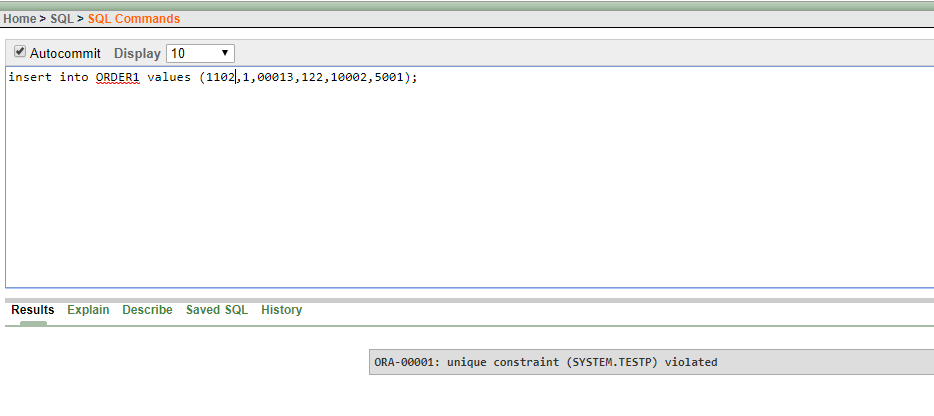 Home > SQL > SQL Commands
Autocommit Display 10
insert into ORDER1 values (1102,1,00013,122,10002,5001);
Results Explain Describe Saved SQL History
ORA-00001: unique constraint (SYSTEM.TESTP) violated